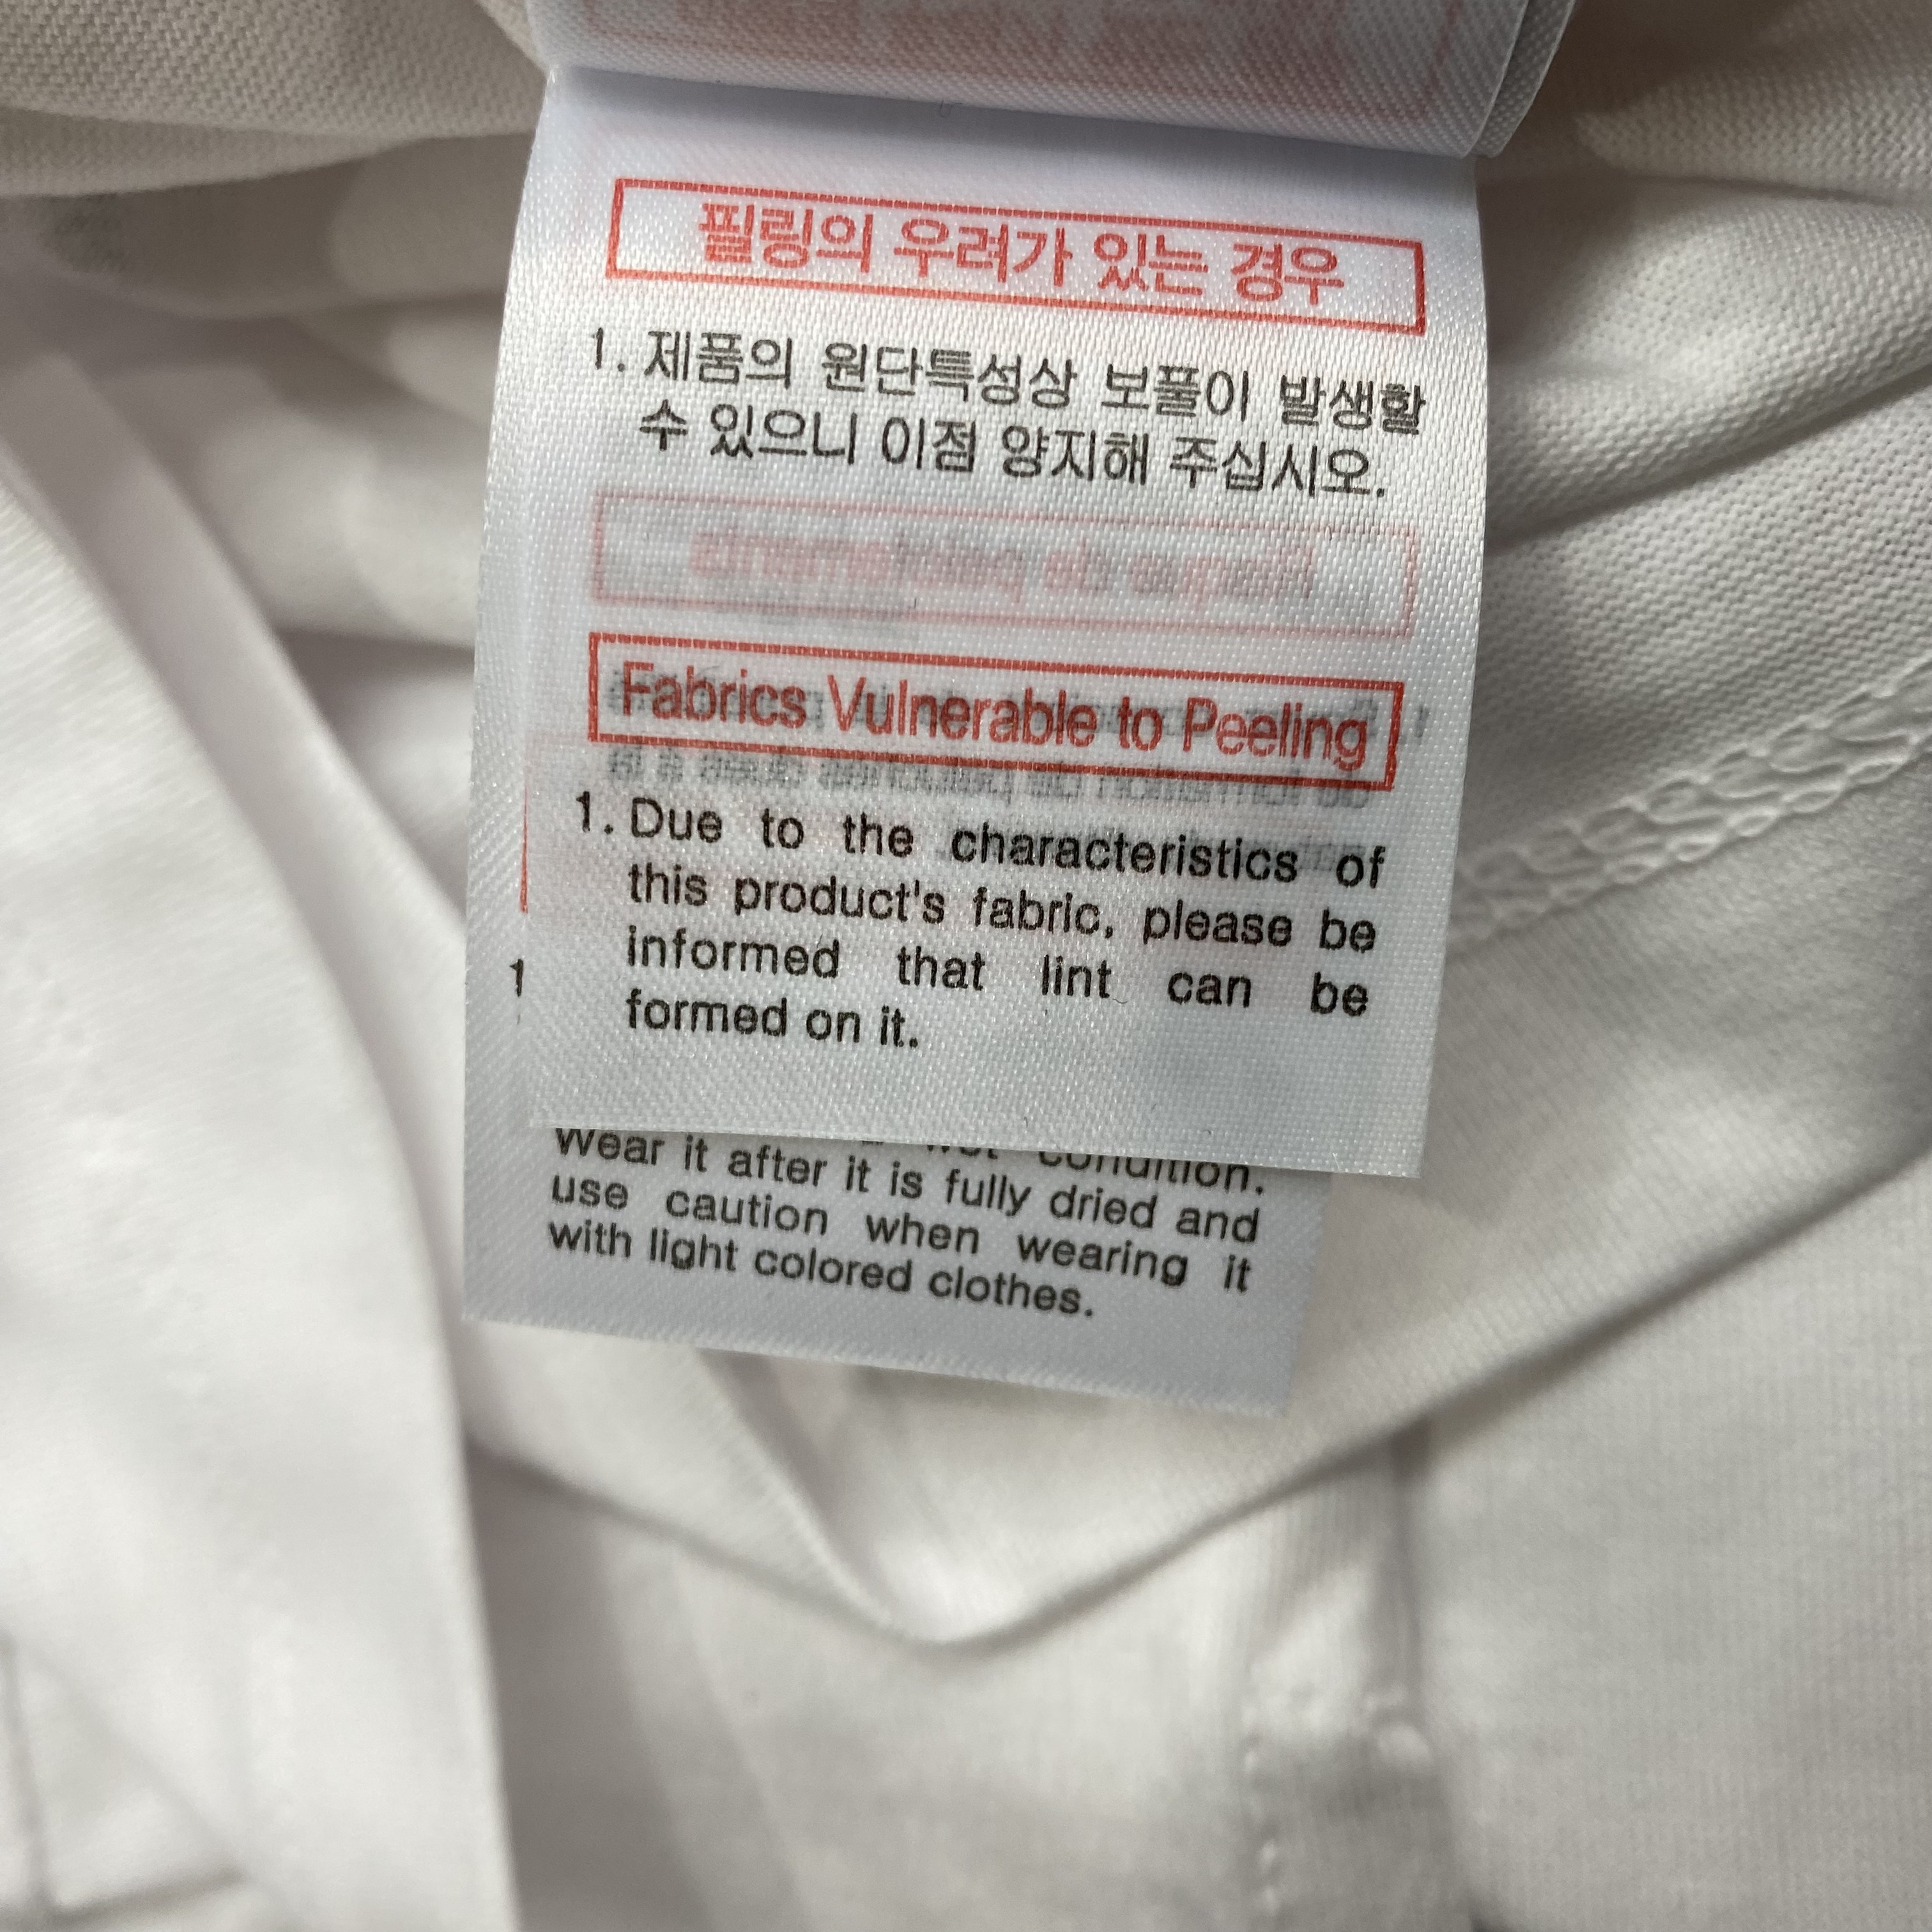 필링의 우려가 있는 경우
1. 제품의 원단특성상 보풀이 발생할
수 있으니 이점 양지해 주십시오.
Fabrics Vulnerable to Peeling
1. Due to the characteristics of
this product's fabric, please be
informed that lint can be
formed on it.
1
condition.
Wear it after it is fully dried and
use caution when wearing it
with light colored clothes.